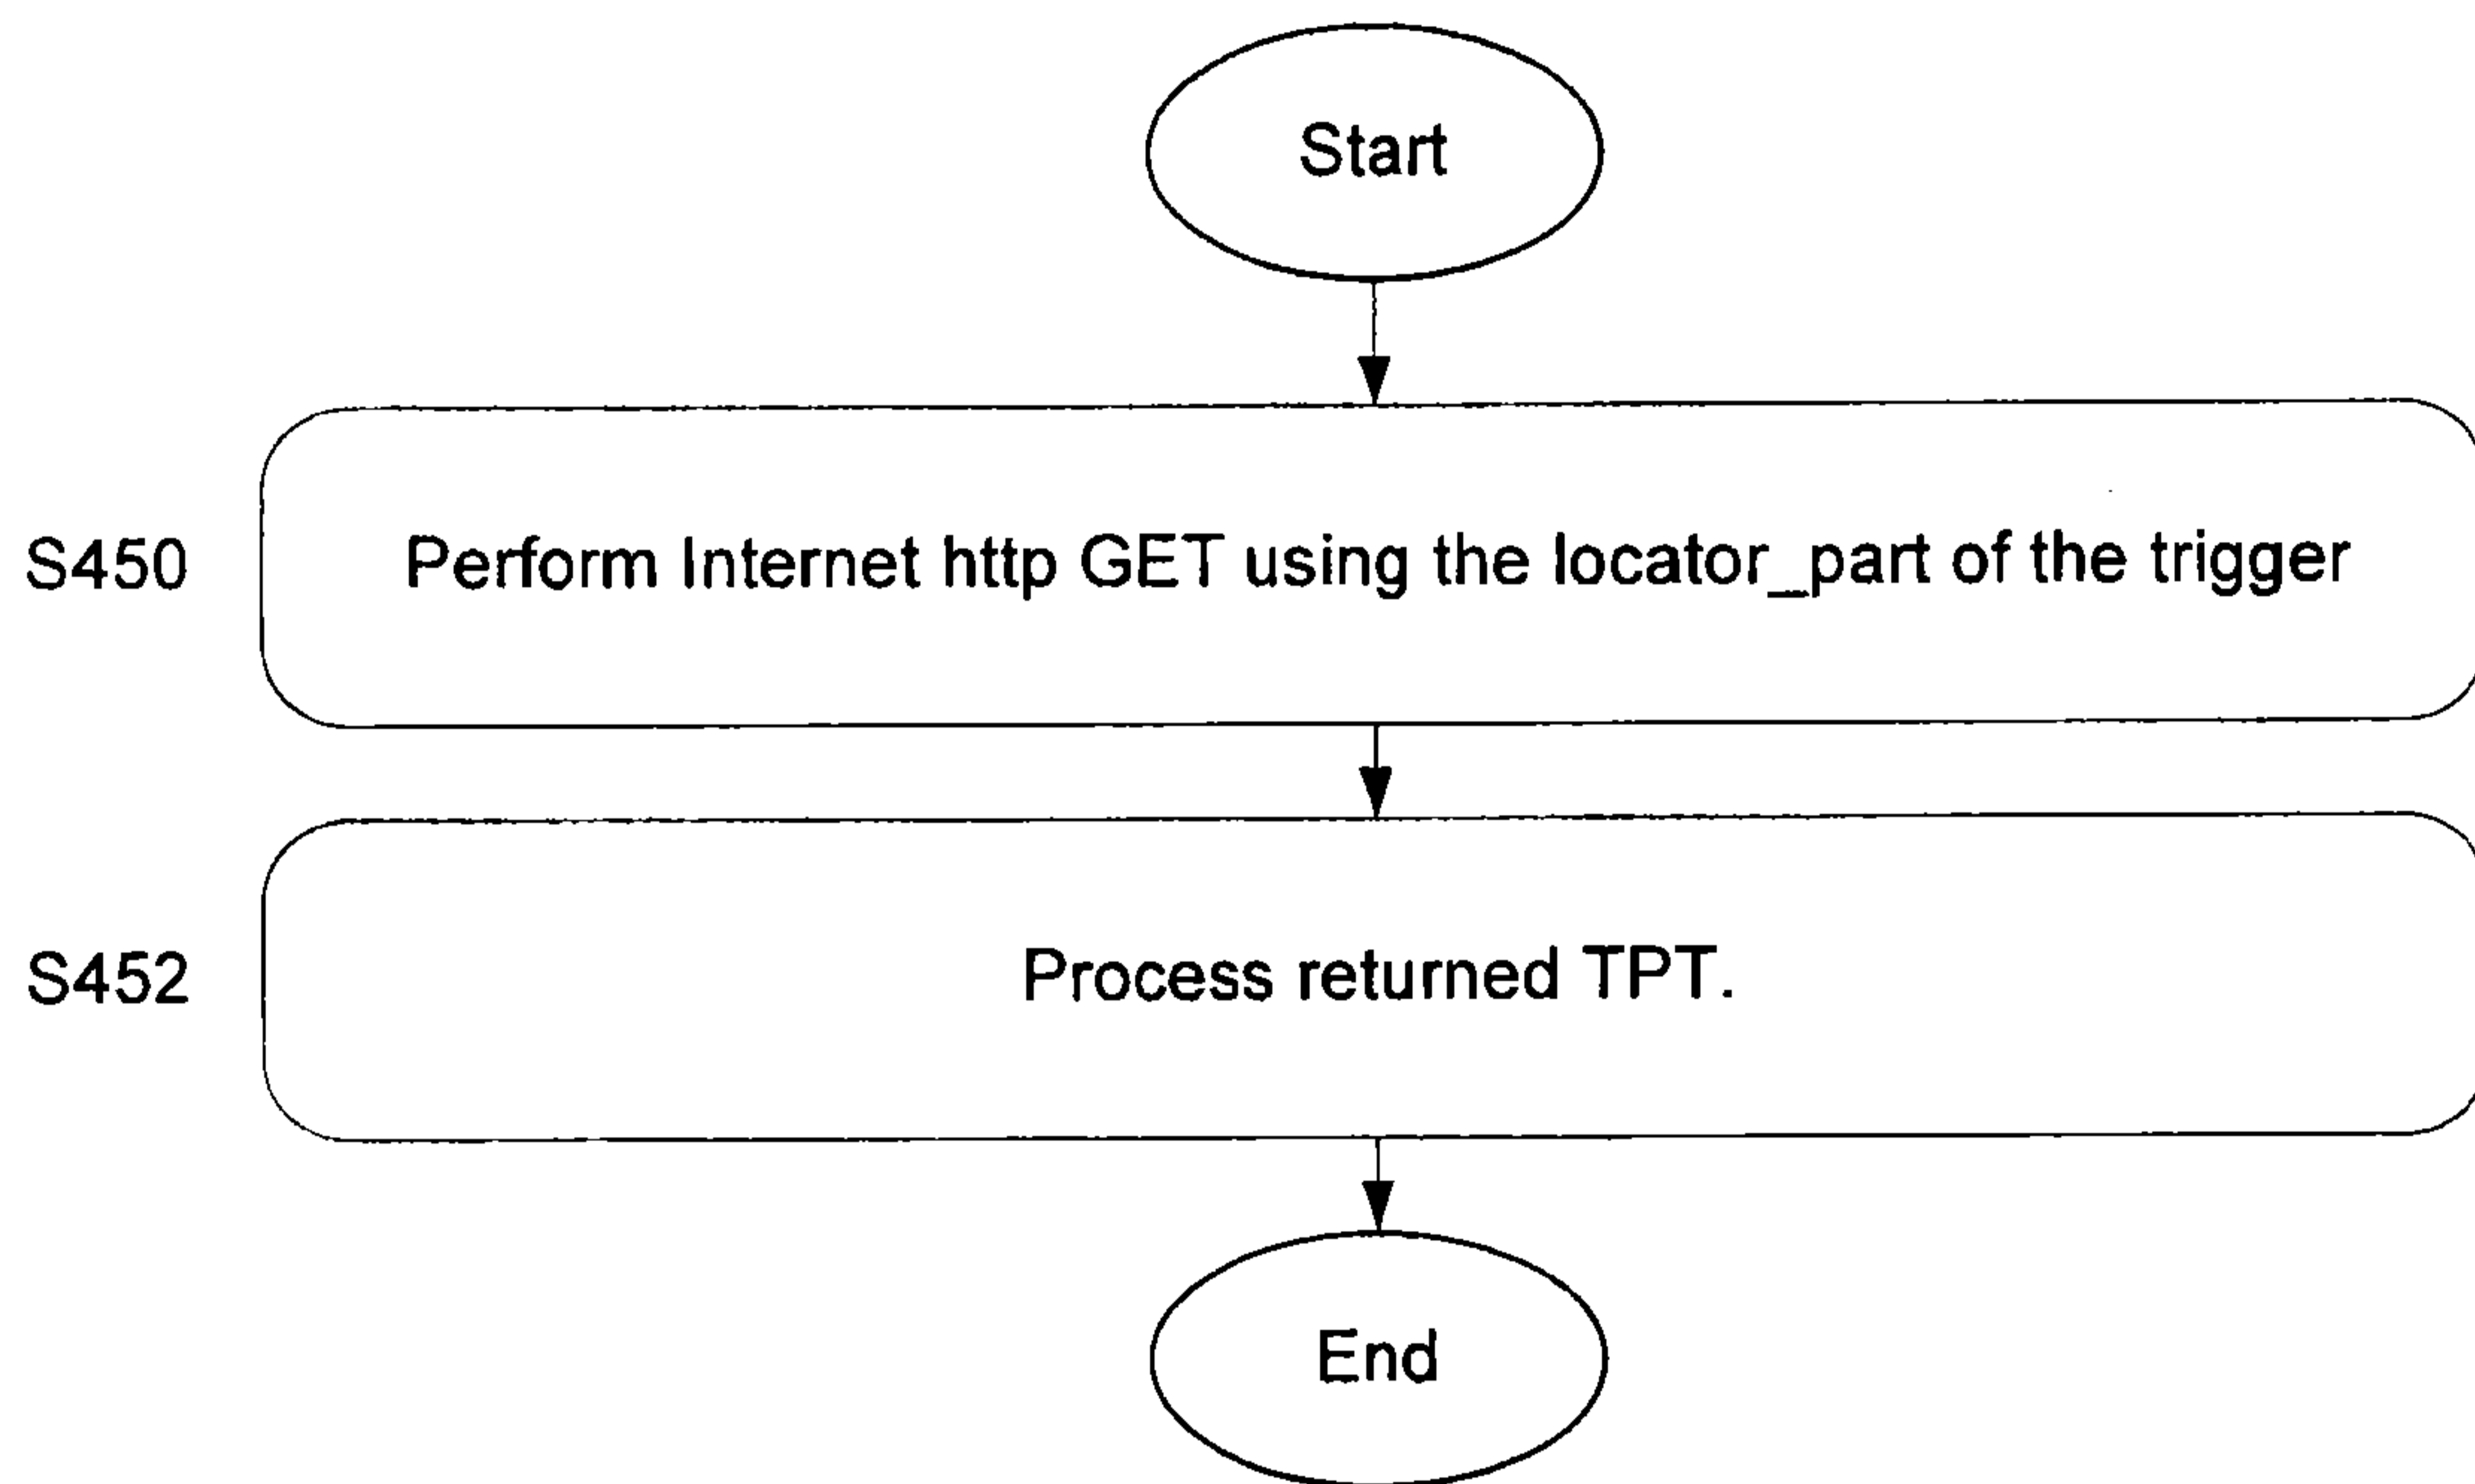 Start
S450
Perform Internet http GET using the locator_part of the trigger
S452
Process returned TPT.
End